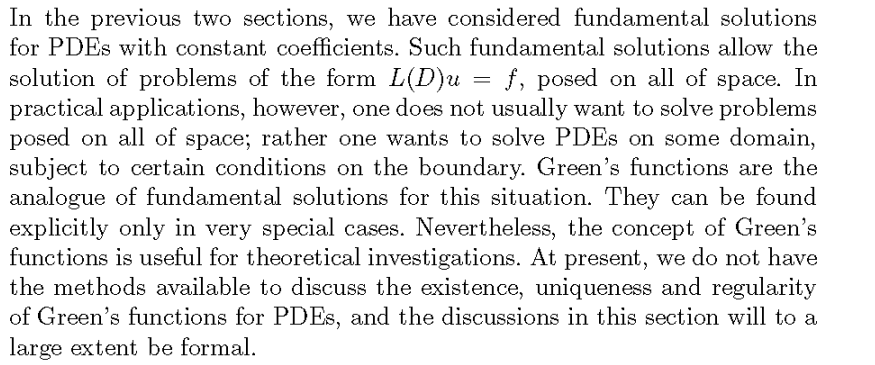 In the previous two sections, we have considered fundamental solutions
for PDEs with constant coefficients. Such fundamental solutions allow the
solution of problems of the form L(D)u = f, posed on all of space. In
practical applications, however, one does not usually want to solve problems
posed on all of space; rather one wants to solve PDEs on some domain,
subject to certain conditions on the boundary. Green's functions are the
analogue of fundamental solutions for this situation. They can be found
explicitly only in very special cases. Nevertheless, the concept of Green's
functions is useful for theoretical investigations. At present, we do not have
the methods available to discuss the existence, uniqueness and regularity
of Green's functions for PDEs, and the discussions in this section will to a
large extent be formal.